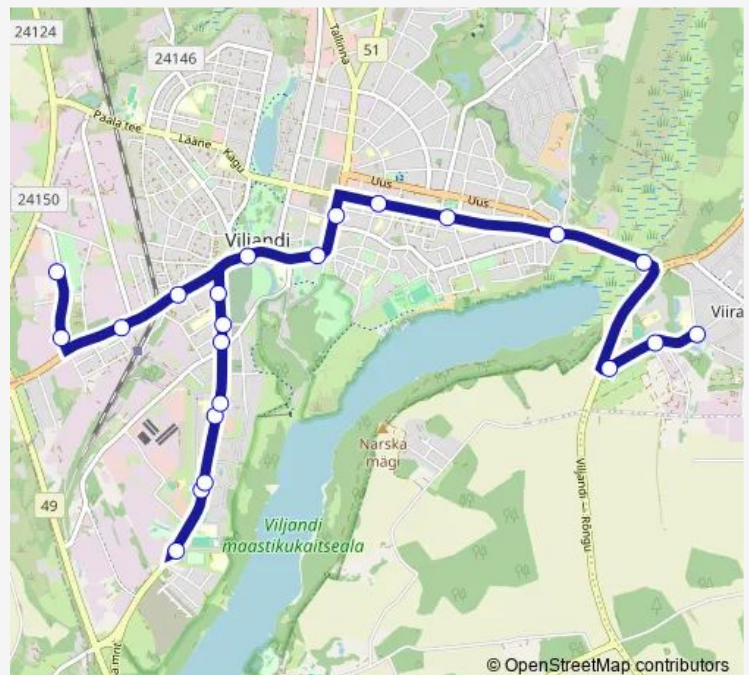 24124
24146
Tallinna
51
Paala tee
Lääne
Kagu
Uus
Uus
24150
Viljandi
Viira
Narska
mägi
Viljandi — Rõngu
49
Viljandi
maastikukaitseala
© OpenStreetMap contributors